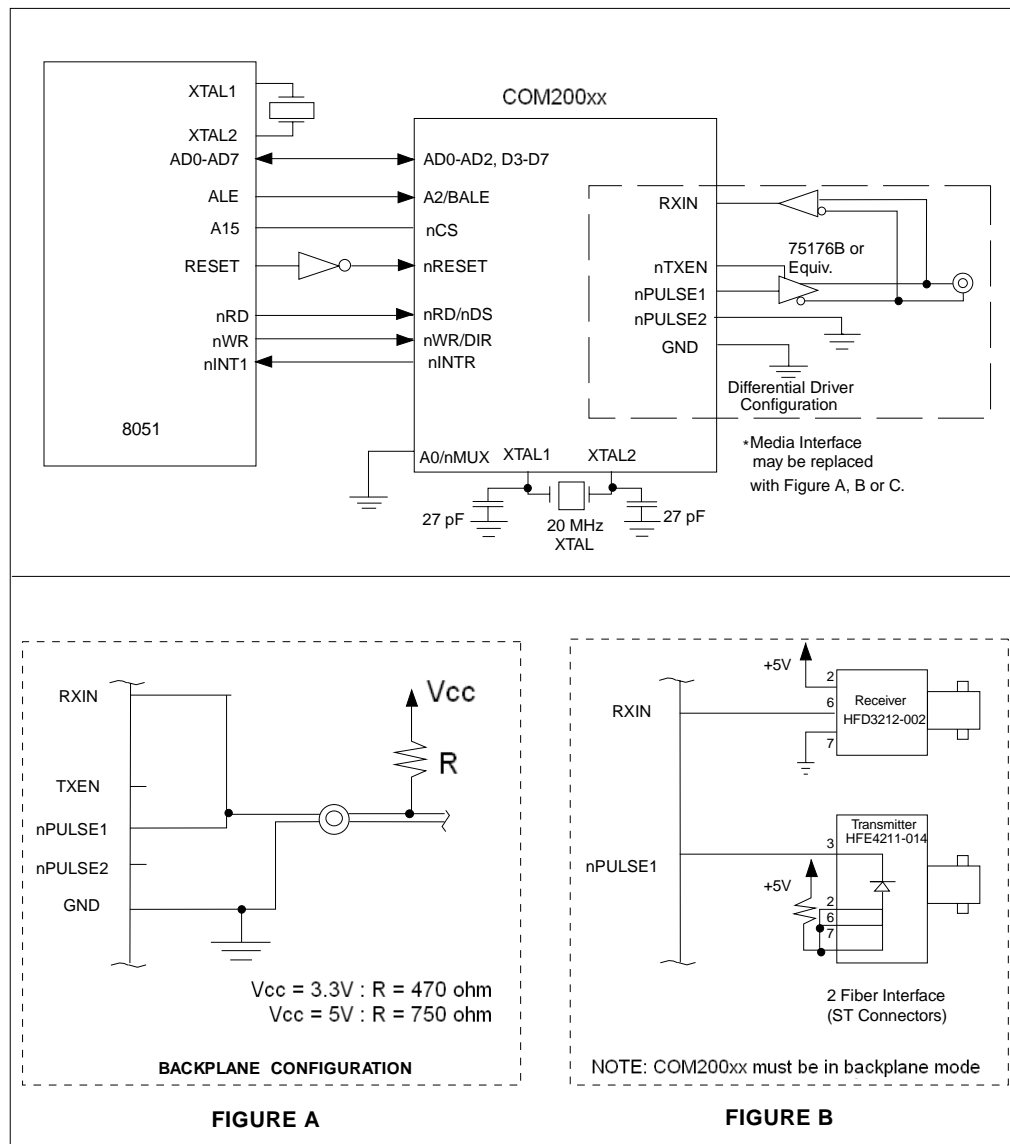 COM200xx
XTAL1
XTAL2
AD0-AD7
ALE
A15
RESET
nRD
nWR
nINT1
8051
AD0-AD2, D3-D7
A2/BALE
nCS
nRESET
nRD/nDS
nWR/DIR
nINTR
A0/nMUX
XTAL1
XTAL2
27 pF
20 MHz
XTAL
27 pF
RXIN
nTXEN
nPULSE1
nPULSE2
GND
75176B or
Equiv.
Differential Driver
Configuration
*Media Interface
may be replaced
with Figure A, B or C.
RXIN
TXEN
nPULSE1
nPULSE2
GND
Vcc
R
Vcc = 3.3V : R = 470 ohm
Vcc = 5V : R = 750 ohm
BACKPLANE CONFIGURATION
FIGURE A
RXIN
nPULSE1
+5V
2
6
7
Receiver
HFD3212-002
Transmitter
HFE4211-014
3
+5V
2
6
7
2 Fiber Interface
(ST Connectors)
NOTE: COM200xx must be in backplane mode
FIGURE B